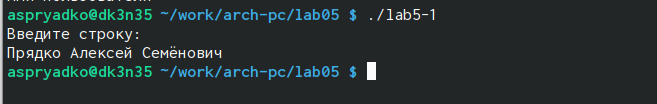 aspryadko@dk3n35 ~/work/arch-pc/lab05 $ ./lab5-1
Введите строку:
Прядко Алексей Семёнович
aspryadko@dk3n35 ~/work/arch-pc/lab05 $